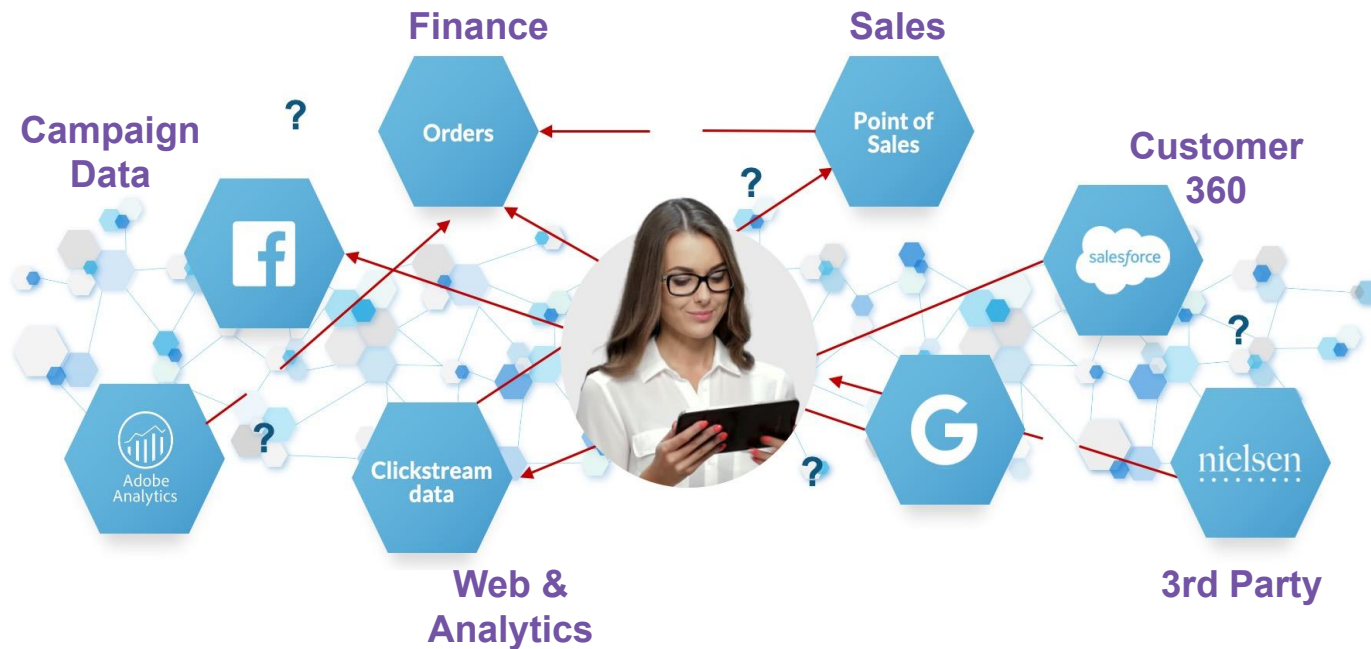 Finance
Sales
Campaign
Data
?
Orders
Point of
Sales
Customer
360
?
f
salesforce
?
Adobe
Analytics
?
Clickstream
data
?
G
nielsen
Web &
Analytics
3rd Party